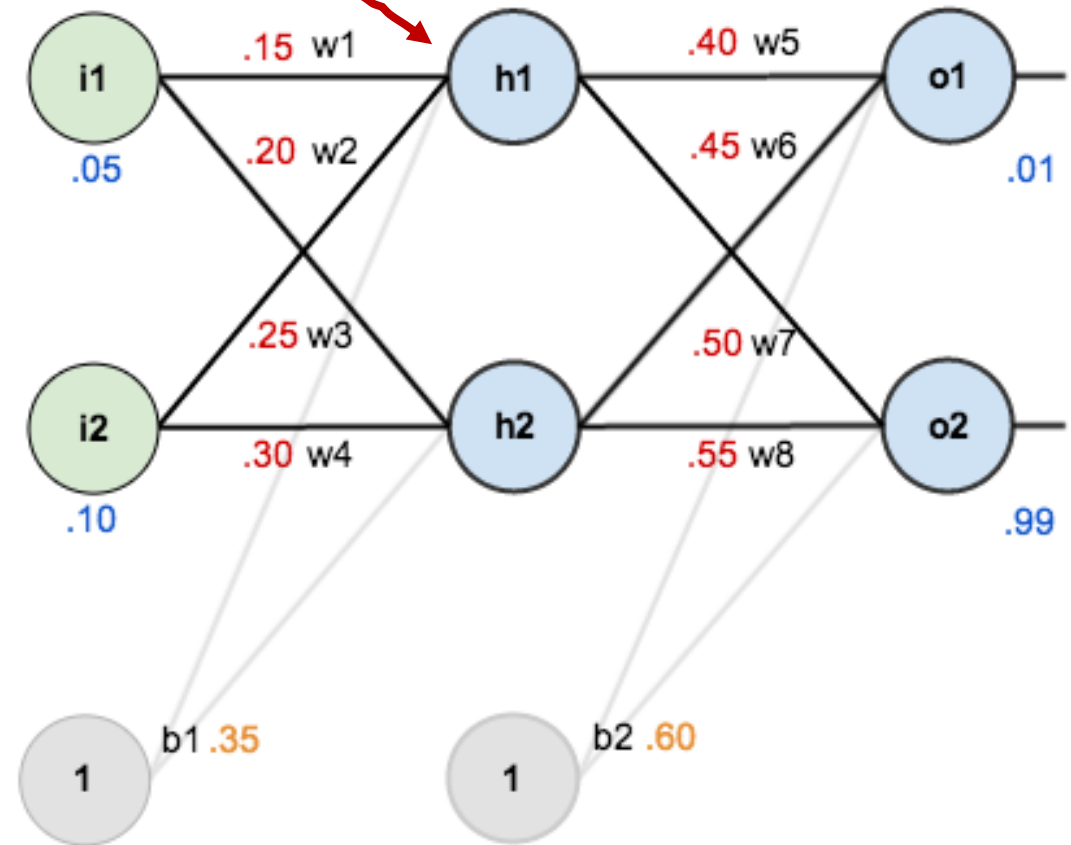 i1 .15 w1 h1 .40 w5 o1
.20 w2 .45 w6
.05 .01
.25 w3 .50 w7
i2 h2 o2
.30 w4 .55 w8
.10 .99
b1 .35 b2 .60
1 1